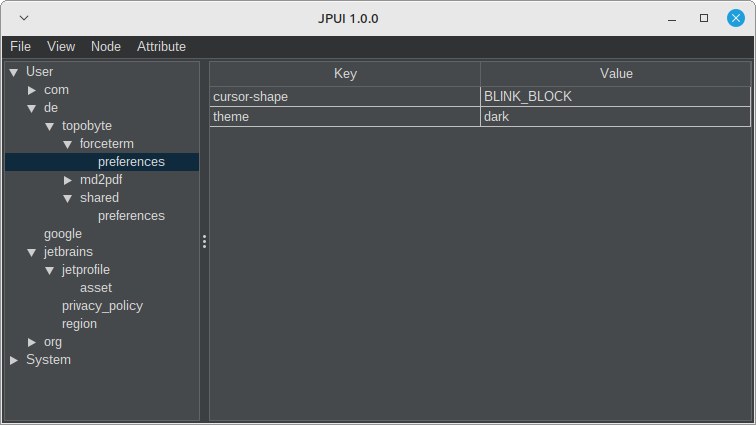 JPUI 1.0.0
File View Node Attribute
User
com
de
topobyte
forceterm
preferences
md2pdf
shared
preferences
google
jetbrains
jetprofile
asset
privacy_policy
region
org
System
Key Value
cursor-shape BLINK_BLOCK
theme dark